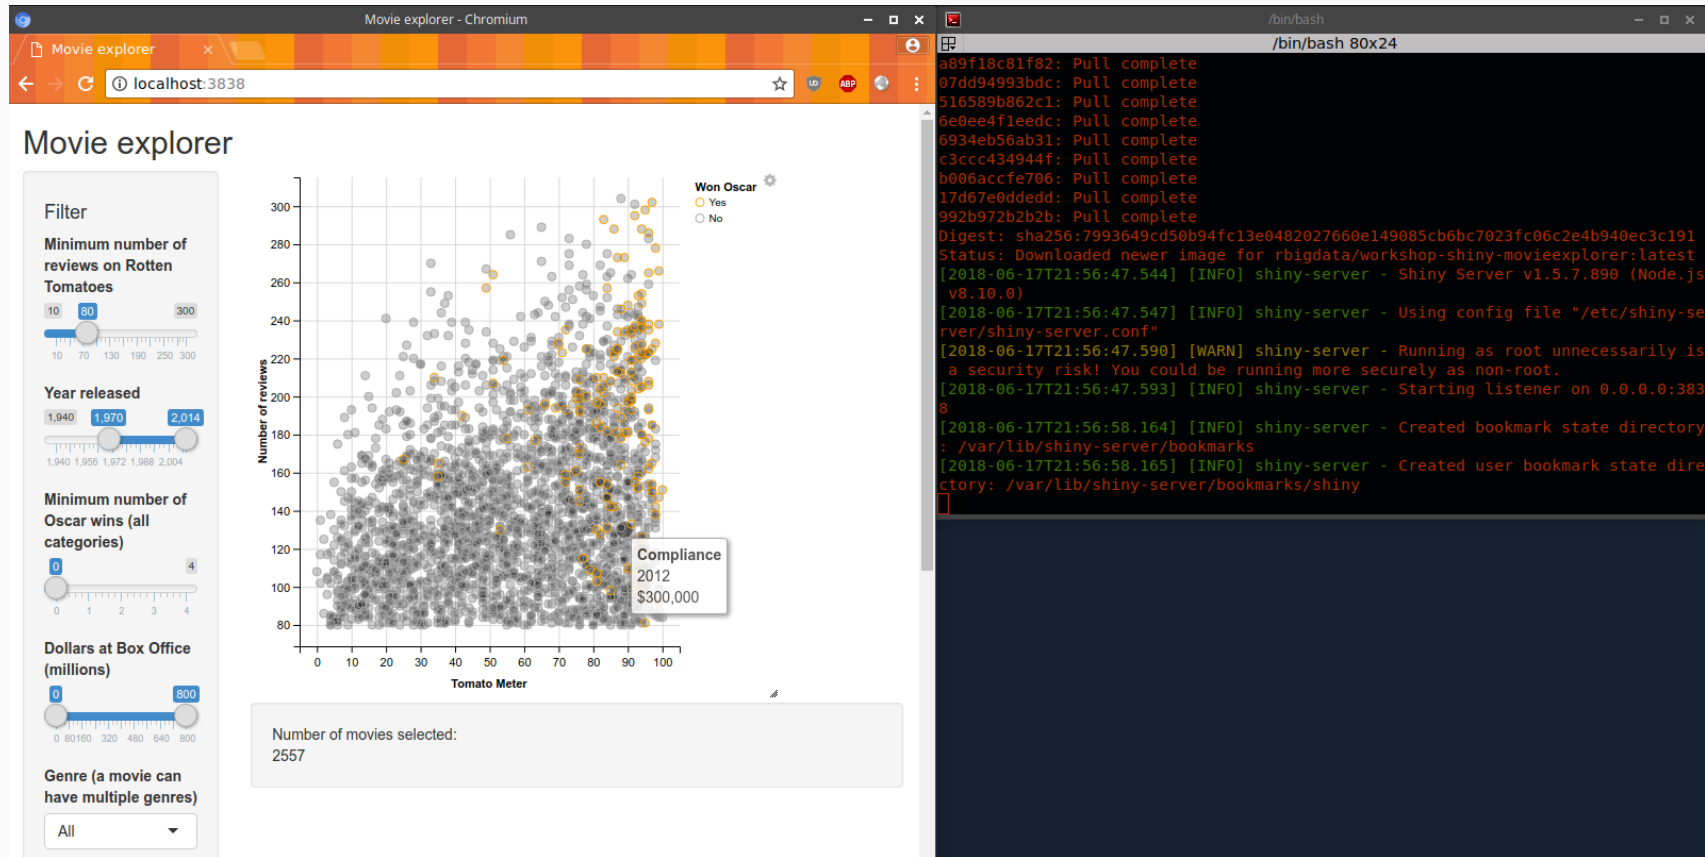 Movie explorer - Chromium
Movie explorer
localhost:3838
UD
ABP
Movie explorer
Filter
Minimum number of
reviews on Rotten
Tomatoes
10 80 300
10 70 130 190 250 300
Year released
1,940 1,970 2,014
1,940 1,956 1,972 1,988 2,004
Minimum number of
Oscar wins (all
categories)
0 4
0 1 2 3 4
Dollars at Box Office
(millions)
0 800
0 80160 320 480 640 800
Genre (a movie can
have multiple genres)
All
Number of reviews
300
280
260
240
220
200
180
160
140
120
100
80
0 10 20 30 40 50 60 70 80 90 100
Tomato Meter
Won Oscar
Yes
No
Compliance
2012
$300,000
Number of movies selected:
2557
/bin/bash
/bin/bash 80x24
a89f18c81f82: Pull complete
07dd94993bdc: Pull complete
516589b862c1: Pull complete
6e0ee4f1eedc: Pull complete
6934eb56ab31: Pull complete
c3ccc434944f: Pull complete
b006accfe706: Pull complete
17d67e0ddedd: Pull complete
992b972b2b2b: Pull complete
Digest: sha256:7993649cd50b94fc13e0482027660e149085cb6bc7023fc06c2e4b940ec3c191
Status: Downloaded newer image for rbigdata/workshop-shiny-movieexplorer:latest
[2018-06-17T21:56:47.544] [INFO] shiny-server - Shiny Server v1.5.7.890 (Node.js
v8.10.0)
[2018-06-17T21:56:47.547] [INFO] shiny-server - Using config file "/etc/shiny-se
rver/shiny-server.conf"
[2018-06-17T21:56:47.590] [WARN] shiny-server - Running as root unnecessarily is
a security risk! You could be running more securely as non-root.
[2018-06-17T21:56:47.593] [INFO] shiny-server - Starting listener on 0.0.0.0:383
8
[2018-06-17T21:56:58.164] [INFO] shiny-server - Created bookmark state directory
: /var/lib/shiny-server/bookmarks
[2018-06-17T21:56:58.165] [INFO] shiny-server - Created user bookmark state dire
ctory: /var/lib/shiny-server/bookmarks/shiny